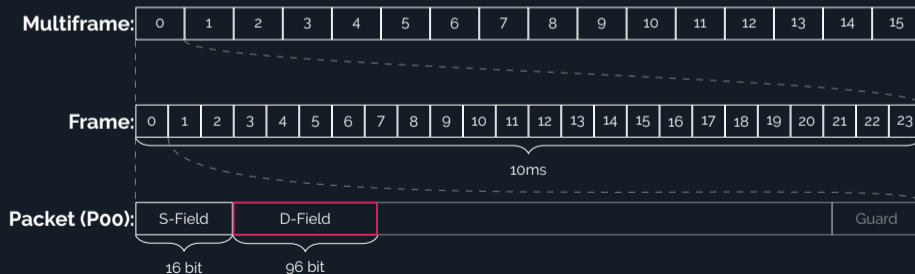 Multiframe: 0 1 2 3 4 5 6 7 8 9 10 11 12 13 14 15
Frame: 0 1 2 3 4 5 6 7 8 9 10 11 12 13 14 15 16 17 18 19 20 21 22 23
10ms
Packet (P00): S-Field D-Field Guard
16 bit 96 bit